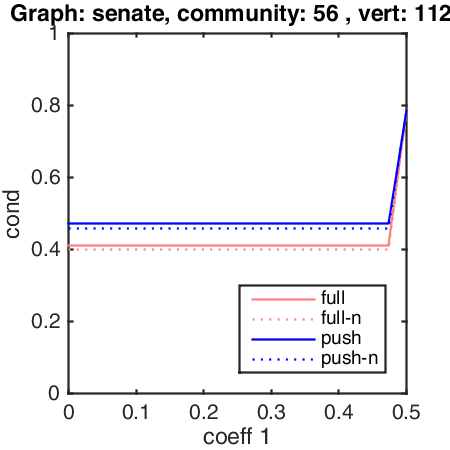 Graph: senate, community: 56 , vert: 112
1
0.8
0.6
0.4
0.2
0
cond
0 0.1 0.2 0.3 0.4 0.5
coeff 1
full
full-n
push
push-n